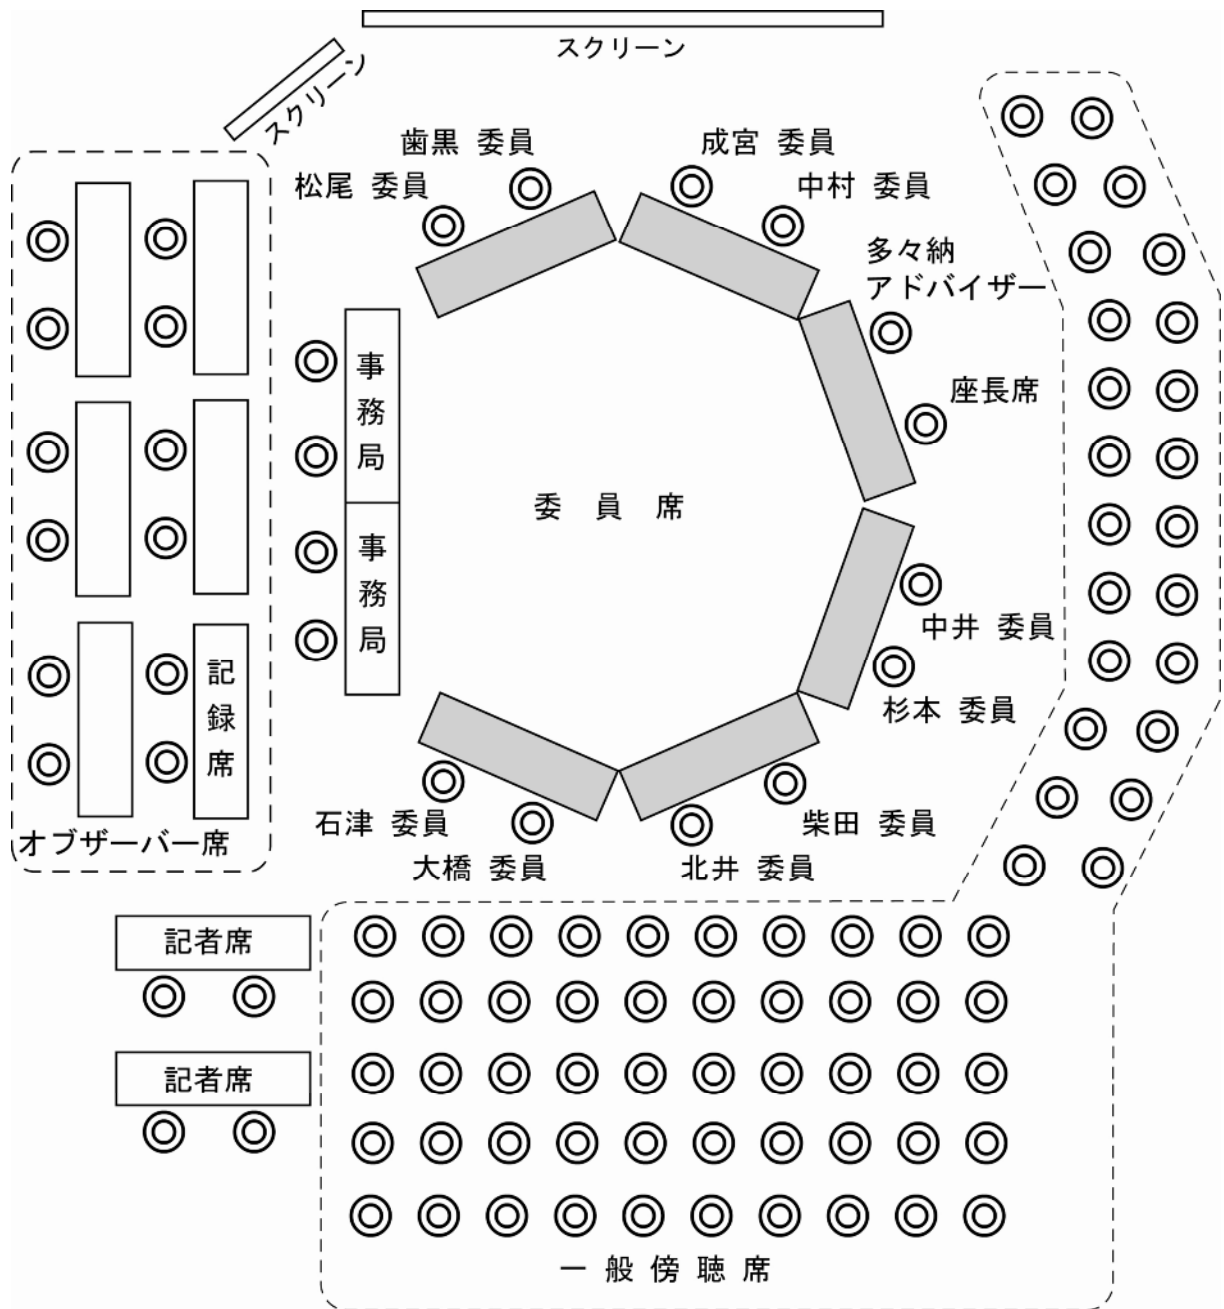 スクリーン
スクリーン
歯黒 委員
成宮 委員
松尾 委員
中村 委員
多々納
アドバイザー
座長席
事務局
委 員 席
事務局
中井 委員
記録席
杉本 委員
石津 委員
柴田 委員
オブザーバー席
大橋 委員
北井 委員
記者席
記者席
一 般 傍 聴 席